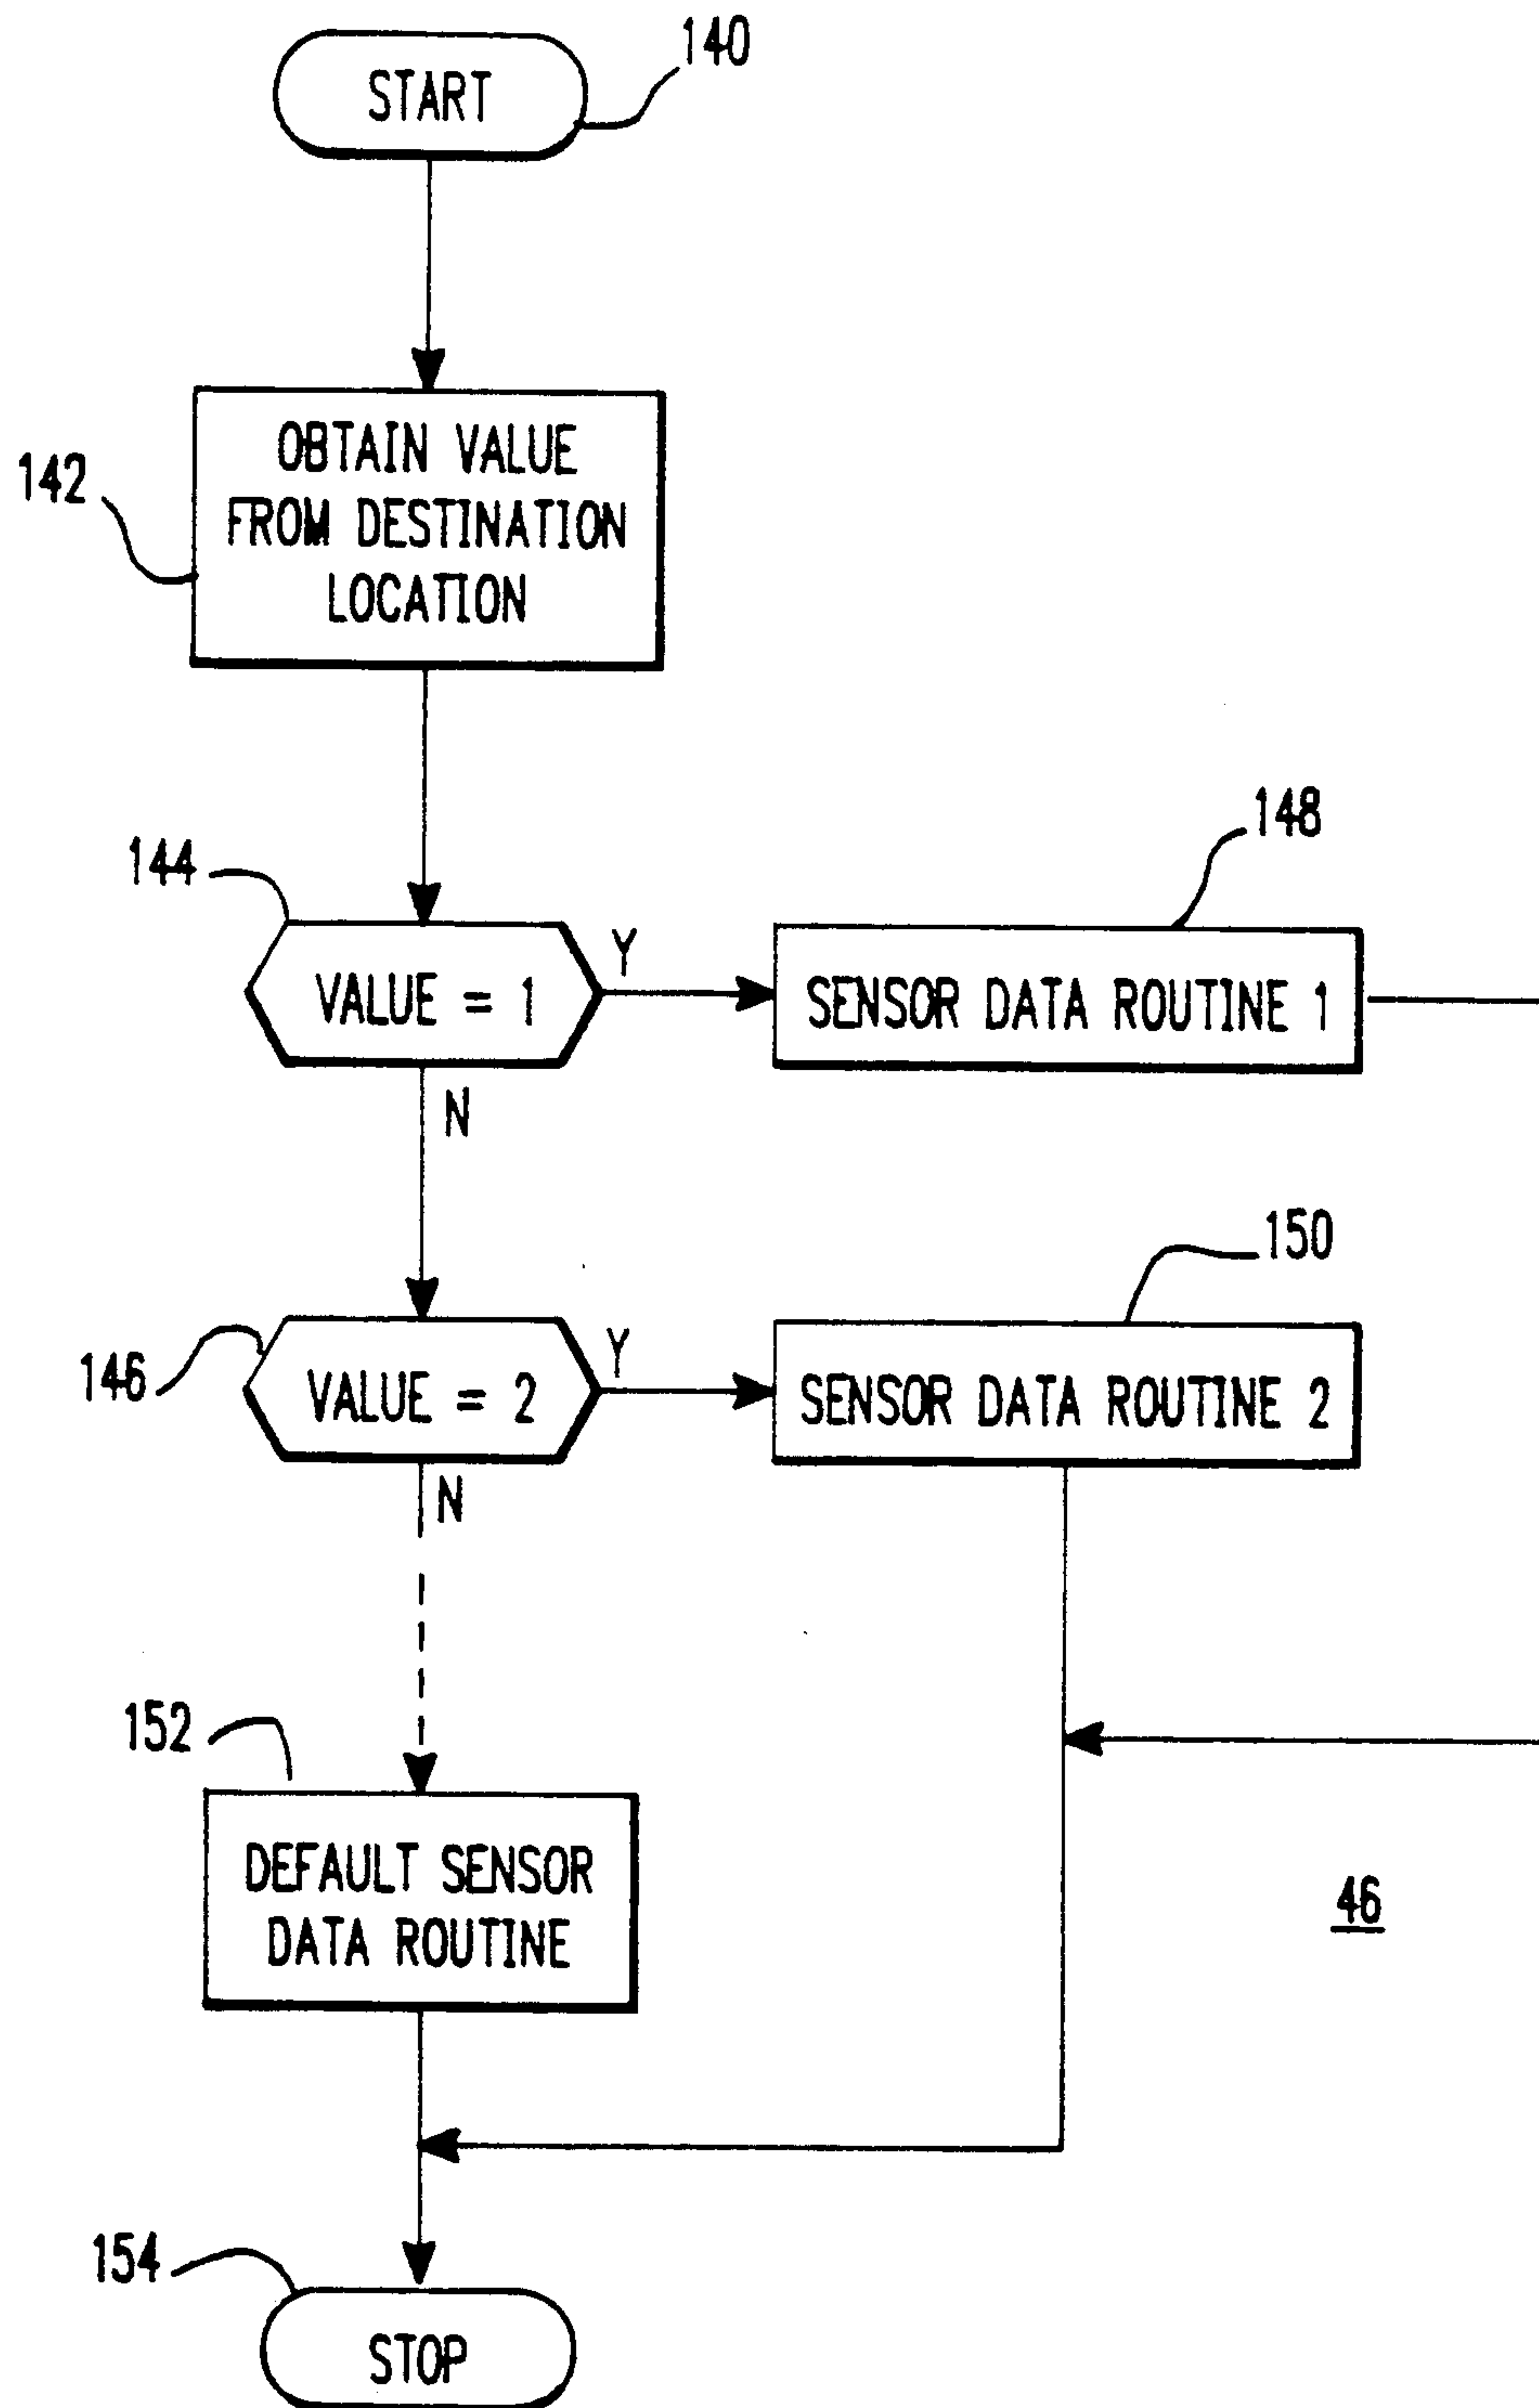 START
140
142
OBTAIN VALUE
FROM DESTINATION
LOCATION
144
VALUE = 1
Y
148
SENSOR DATA ROUTINE 1
N
146
VALUE = 2
Y
150
SENSOR DATA ROUTINE 2
N
152
DEFAULT SENSOR
DATA ROUTINE
46
154
STOP